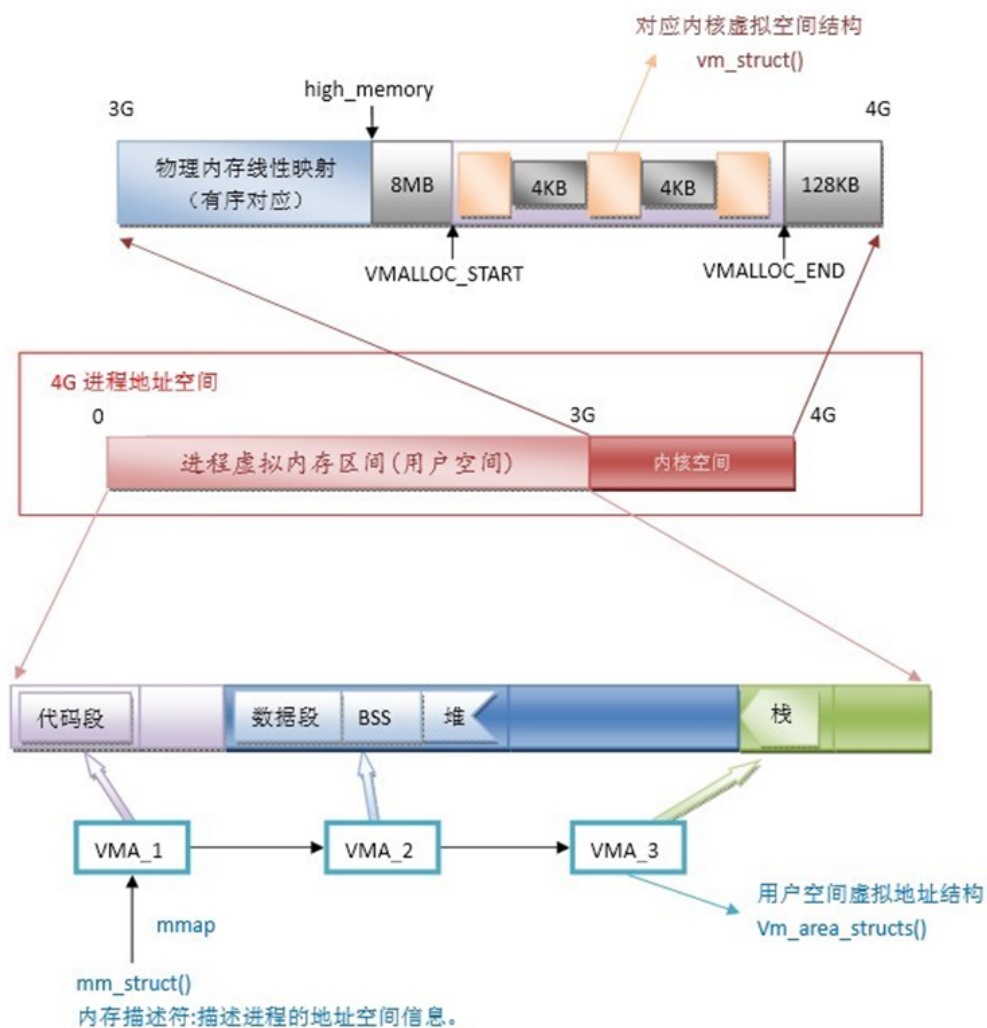 对应内核虚拟空间结构
vm_struct()
high_memory
3G
4G
物理内存线性映射
（有序对应）
8MB
4KB
4KB
128KB
VMALLOC_START
VMALLOC_END
4G 进程地址空间
0
3G
4G
进程虚拟内存区间(用户空间)
内核空间
代码段
数据段
BSS
堆
栈
VMA_1
VMA_2
VMA_3
mmap
用户空间虚拟地址结构
Vm_area_structs()
mm_struct()
内存描述符:描述进程的地址空间信息。